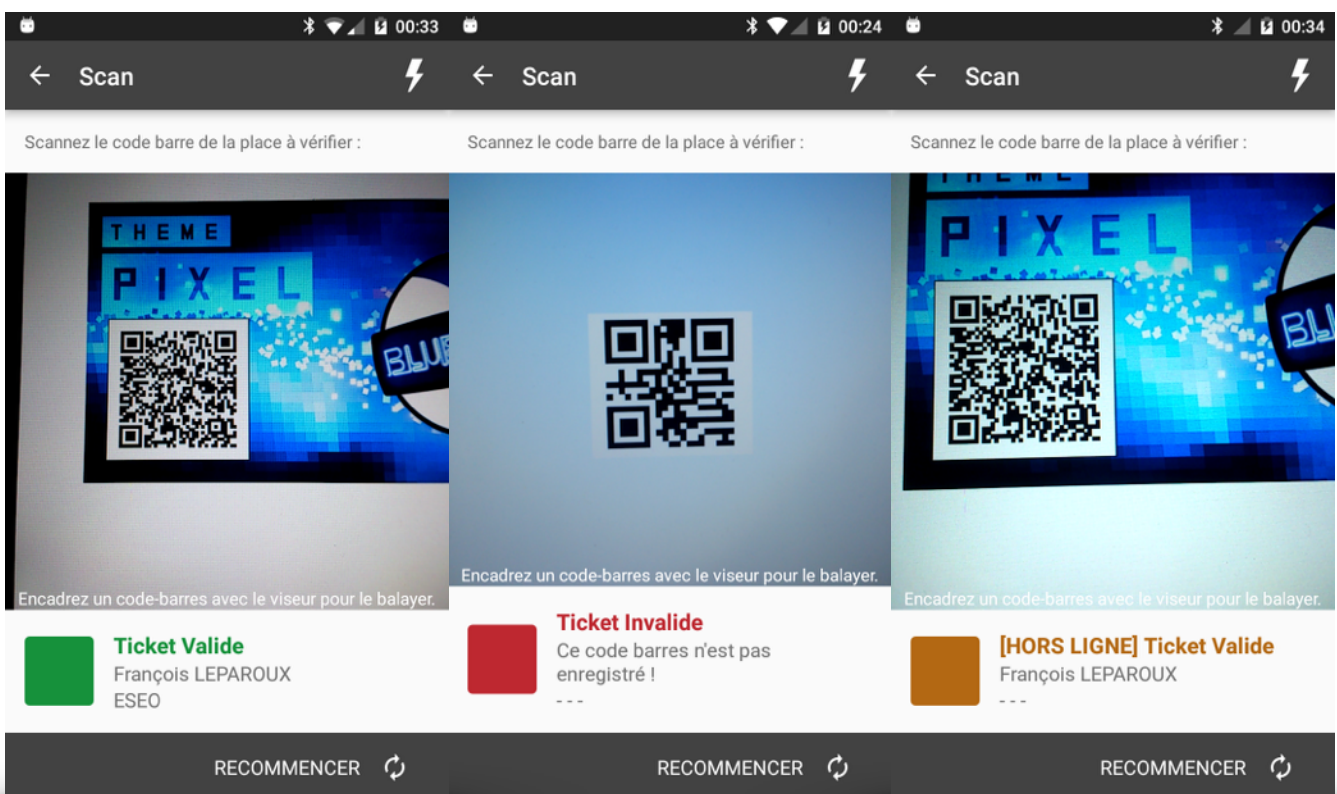 00:33
Scan
Scannez le code barre de la place à vérifier :
THEME
PIXEL
BLUE
Encadrez un code-barres avec le viseur pour le balayer.
Ticket Valide
François LEPAROUX
ESEO
RECOMMENCER
00:24
Scan
Scannez le code barre de la place à vérifier :
Encadrez un code-barres avec le viseur pour le balayer.
Ticket Invalide
Ce code barres n'est pas
enregistré !
- - -
RECOMMENCER
00:34
Scan
Scannez le code barre de la place à vérifier :
THEME
PIXEL
BLU
Encadrez un code-barres avec le viseur pour le balayer.
[HORS LIGNE] Ticket Valide
François LEPAROUX
- - -
RECOMMENCER